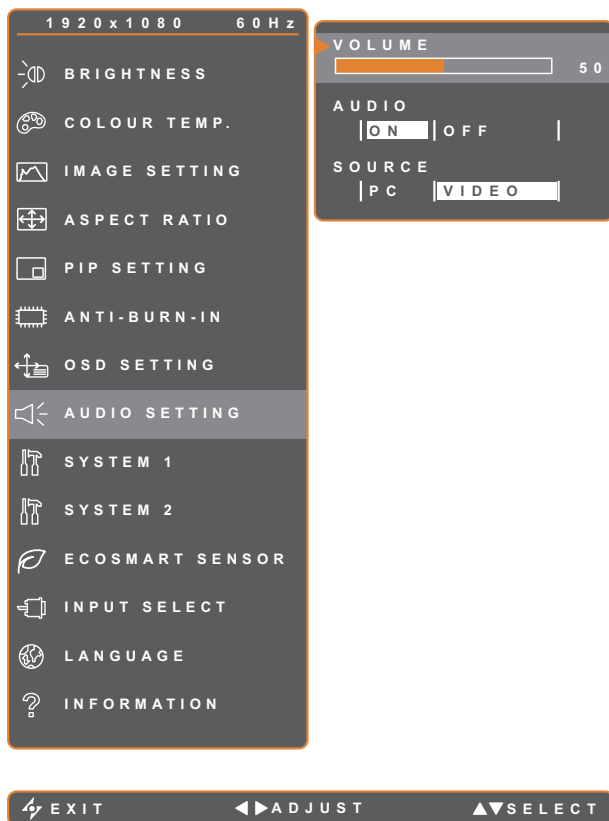 1920x1080 60Hz
BRIGHTNESS
COLOUR TEMP.
IMAGE SETTING
ASPECT RATIO
PIP SETTING
ANTI-BURN-IN
OSD SETTING
AUDIO SETTING
SYSTEM 1
SYSTEM 2
ECOSMART SENSOR
INPUT SELECT
LANGUAGE
INFORMATION
VOLUME
50
AUDIO
ON OFF
SOURCE
PC VIDEO
EXIT ADJUST SELECT